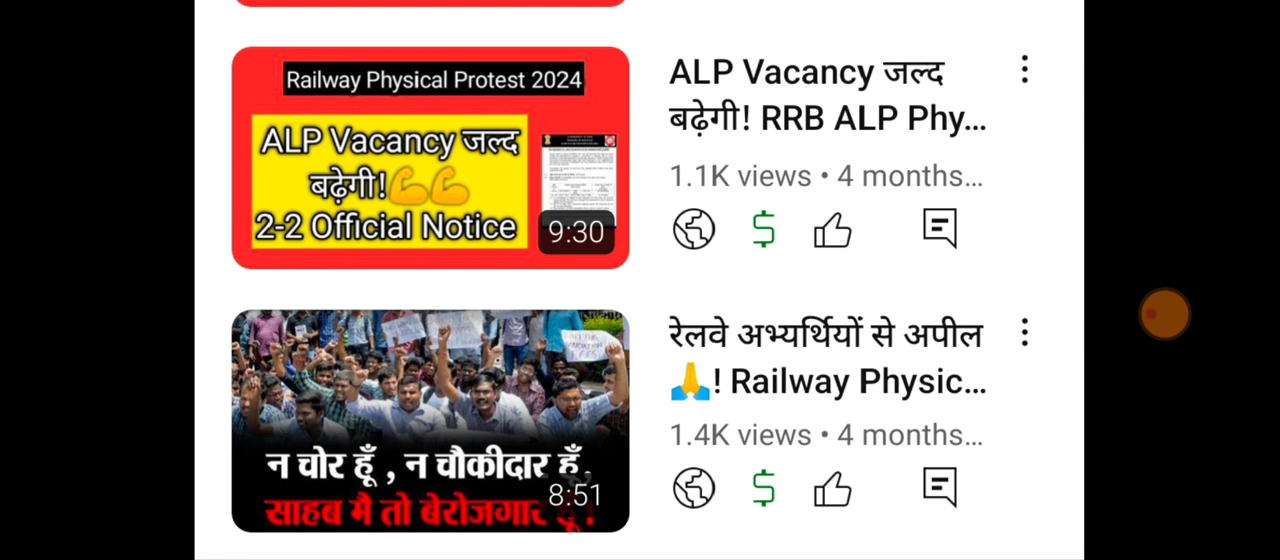 Railway Physical Protest 2024
ALP Vacancy जल्द
बढ़ेगी!💪💪
2-2 Official Notice
9:30
ALP Vacancy जल्द
बढ़ेगी! RRB ALP Phy...
1.1K views • 4 months...
न चोर हूँ , न चौकीदार हूँ,
साहब मै तो बेरोजगार हूँ!
8:51
रेलवे अभ्यर्थियों से अपील
🙏! Railway Physic...
1.4K views • 4 months...